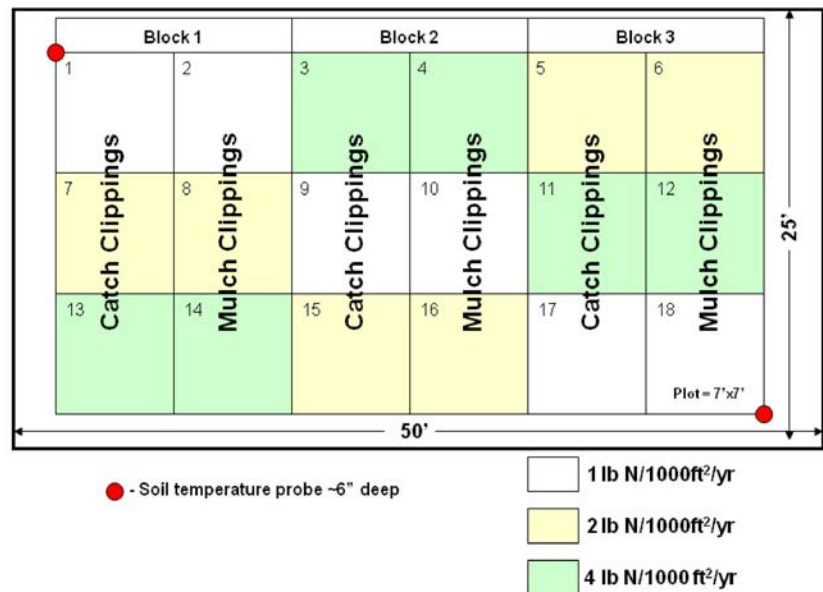 Block 1 Block 2 Block 3
1 2 3 4 5 6
Catch Clippings
Mulch Clippings
Catch Clippings
Mulch Clippings
Catch Clippings
Mulch Clippings
7 8 9 10 11 12
13 14 15 16 17 18
Plot = 7'x7'
25'
50'
- Soil temperature probe ~6" deep
1 lb N/1000ft²/yr
2 lb N/1000ft²/yr
4 lb N/1000 ft²/yr